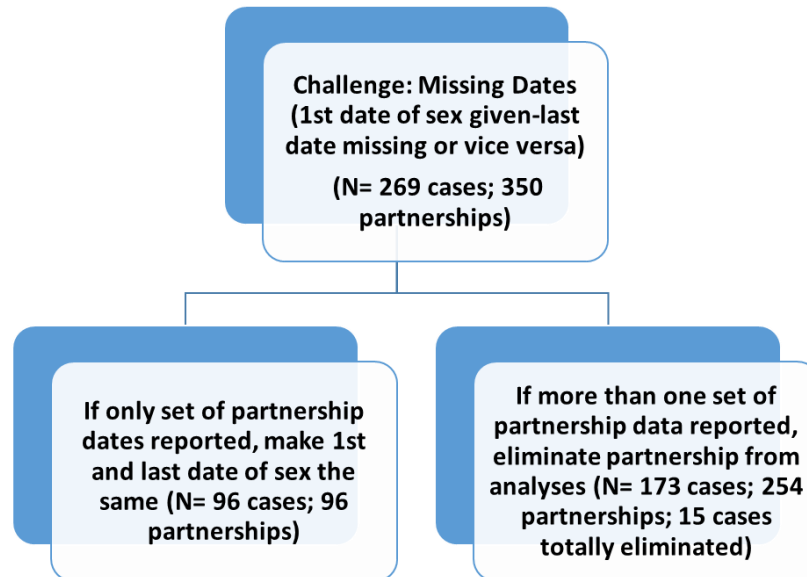 Challenge: Missing Dates
(1st date of sex given-last
date missing or vice versa)
(N= 269 cases; 350
partnerships)
If only set of partnership
dates reported, make 1st
and last date of sex the
same (N= 96 cases; 96
partnerships)
If more than one set of
partnership data reported,
eliminate partnership from
analyses (N= 173 cases; 254
partnerships; 15 cases
totally eliminated)